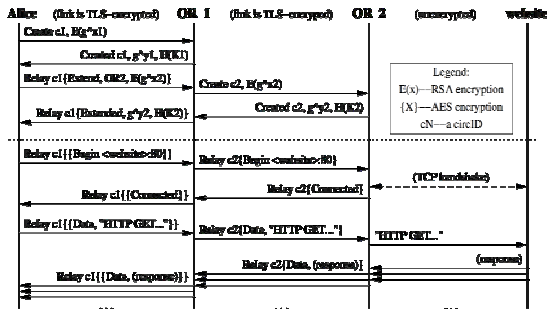 Alice (link is TLS-encrypted) OR 1 (link is TLS-encrypted) OR 2 (unencrypted) website
Create c1, E(g^x1)
Created c1, g^y1, H(K1)
Relay c1{Extend, OR2, E(g^x2)}
Create c2, E(g^x2)
Created c2, g^y2, H(K2)
Relay c1{Extended, g^y2, H(K2)}
Legend:
E(x)—RSA encryption
{X}—AES encryption
cN—a circID
Relay c1{{Begin <website>:80}}
Relay c2{Begin <website>:80}
(TCP handshake)
Relay c2{Connected}
Relay c1{{Connected}}
Relay c1{{Data, "HTTP GET..."}}
Relay c2{Data, "HTTP GET..."}
"HTTP GET..."
(response)
Relay c2{Data, (response)}
Relay c1{{Data, (response)}}